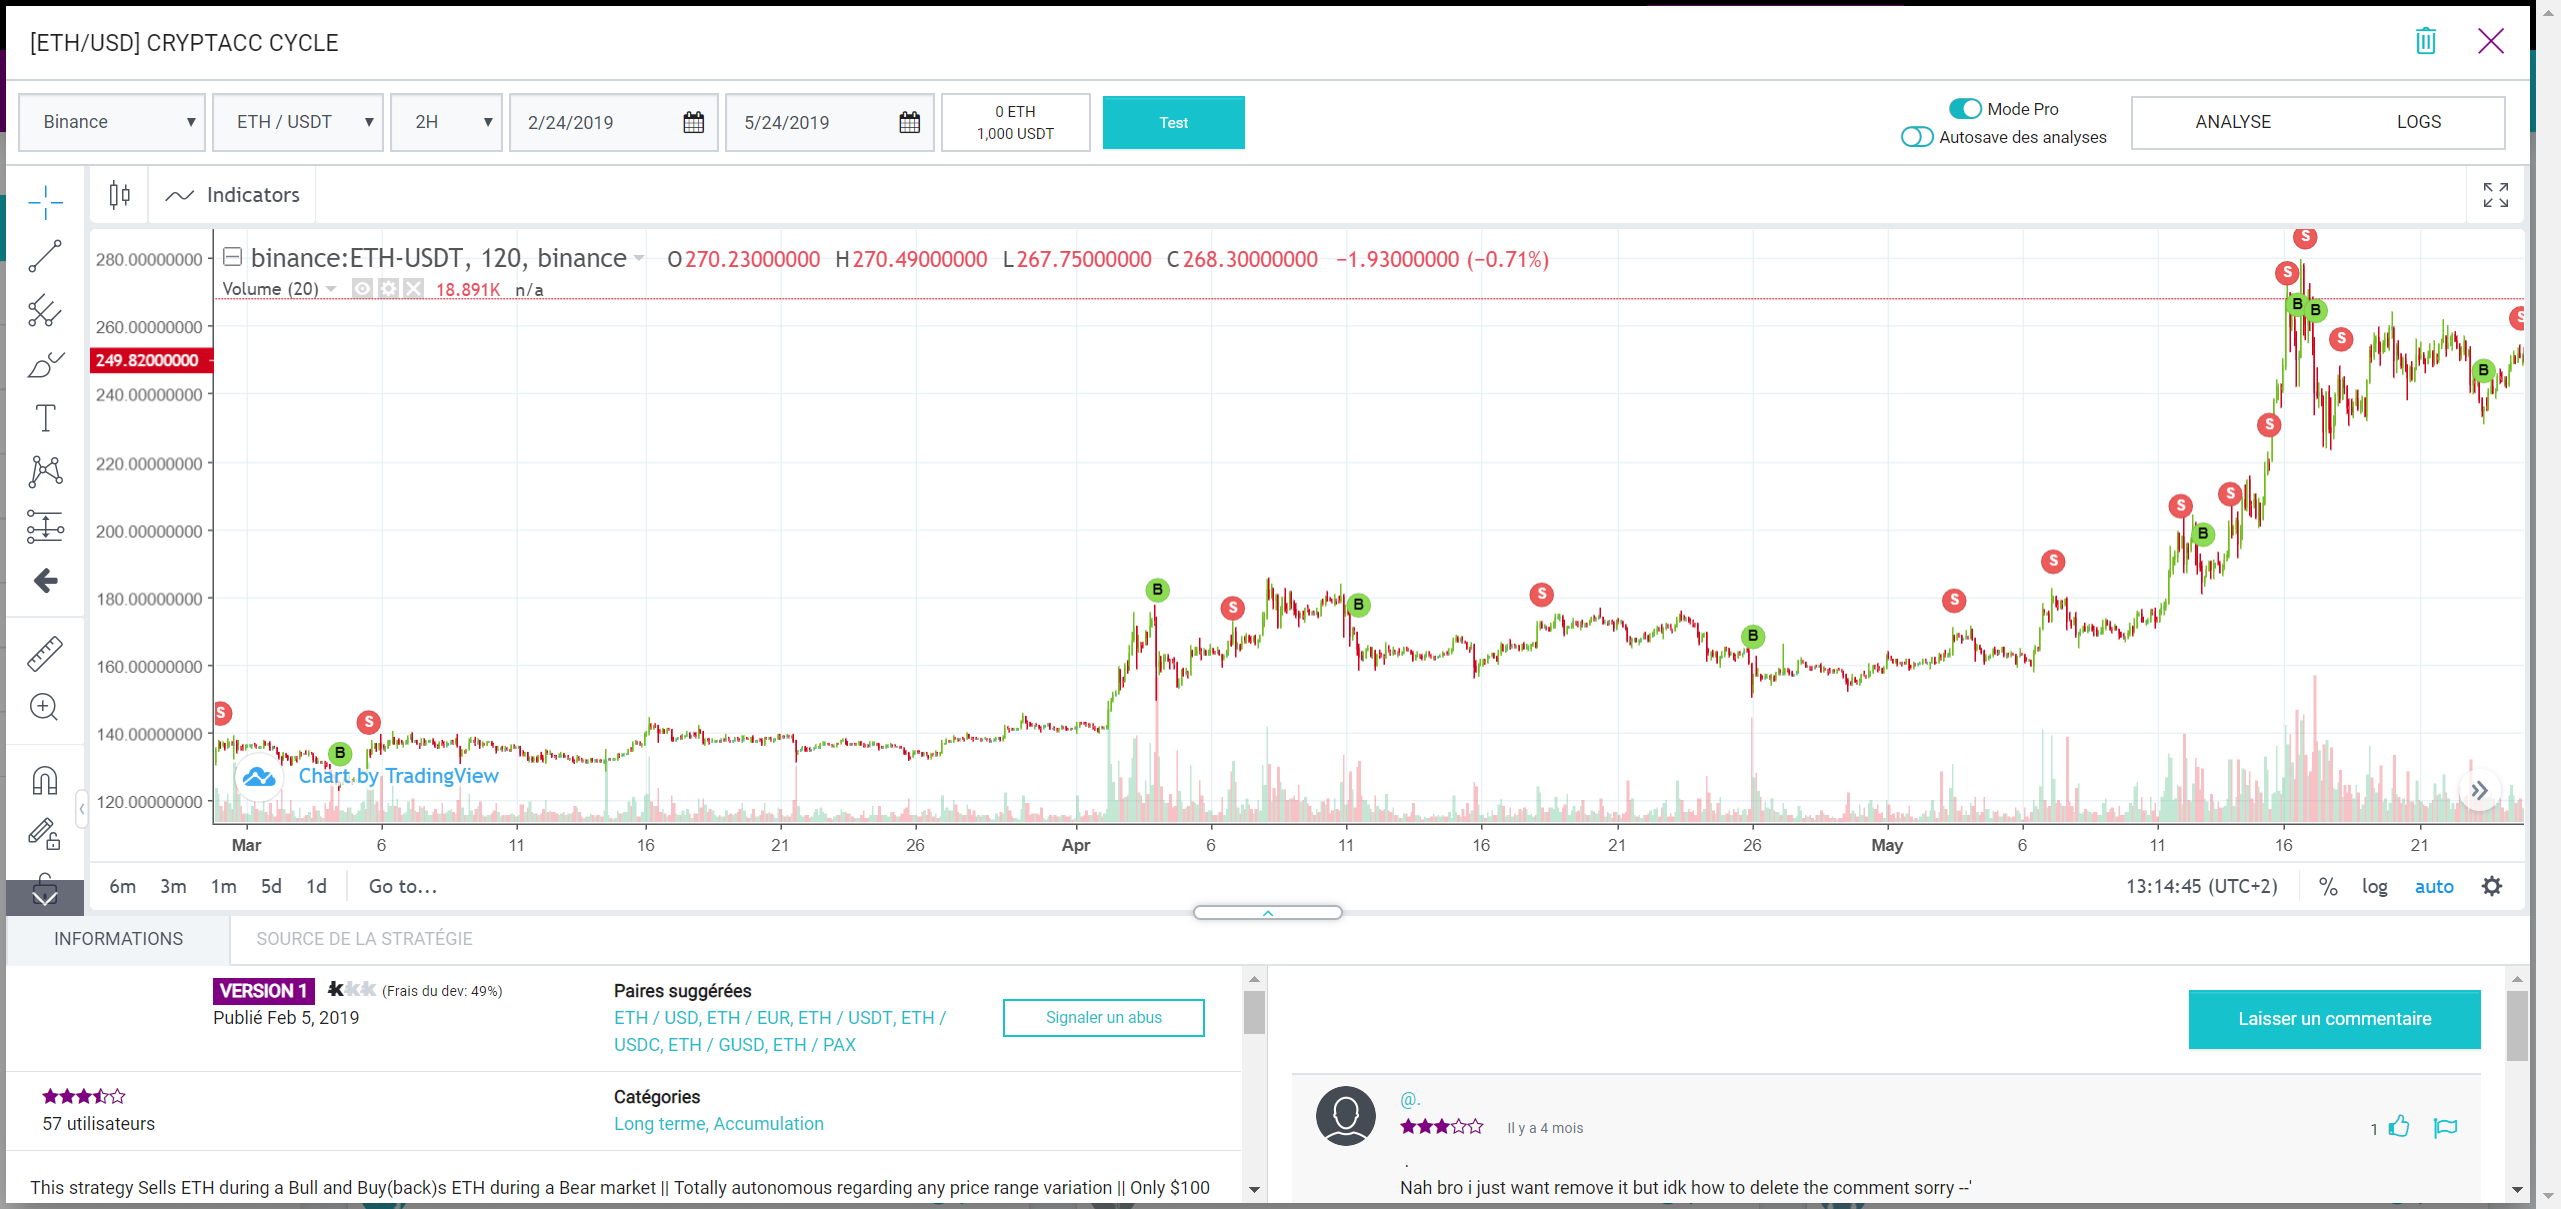 [ETH/USD] CRYPTACC CYCLE
Binance ▼ ETH / USDT ▼ 2H ▼ 2/24/2019 5/24/2019
0 ETH
1,000 USDT
Test
Mode Pro
Autosave des analyses
ANALYSE LOGS
Indicators
binance:ETH-USDT, 120, binance O270.23000000 H270.49000000 L267.75000000 C268.30000000 −1.93000000 (−0.71%)
Volume (20) 18.891K n/a
280.00000000
260.00000000
249.82000000
240.00000000
220.00000000
200.00000000
180.00000000
160.00000000
140.00000000
120.00000000
S
S
B
B
S
S
S
B
S
S
S
B
B
S
B
S
S
B
S
B
S
B
Chart by TradingView
Mar 6 11 16 21 26 Apr 6 11 16 21 26 May 6 11 16 21
6m 3m 1m 5d 1d Go to... 13:14:45 (UTC+2) % log auto
INFORMATIONS SOURCE DE LA STRATÉGIE
VERSION 1 (Frais du dev: 49%)
Publié Feb 5, 2019
Paires suggérées
ETH / USD, ETH / EUR, ETH / USDT, ETH /
USDC, ETH / GUSD, ETH / PAX
Signaler un abus
57 utilisateurs
Catégories
Long terme, Accumulation
This strategy Sells ETH during a Bull and Buy(back)s ETH during a Bear market || Totally autonomous regarding any price range variation || Only $100
Laisser un commentaire
@.
Il y a 4 mois
1
.
Nah bro i just want remove it but idk how to delete the comment sorry --'